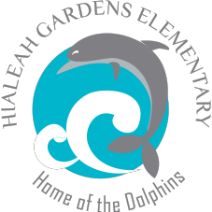 HIALEAH GARDENS ELEMENTARY
Home of the Dolphins